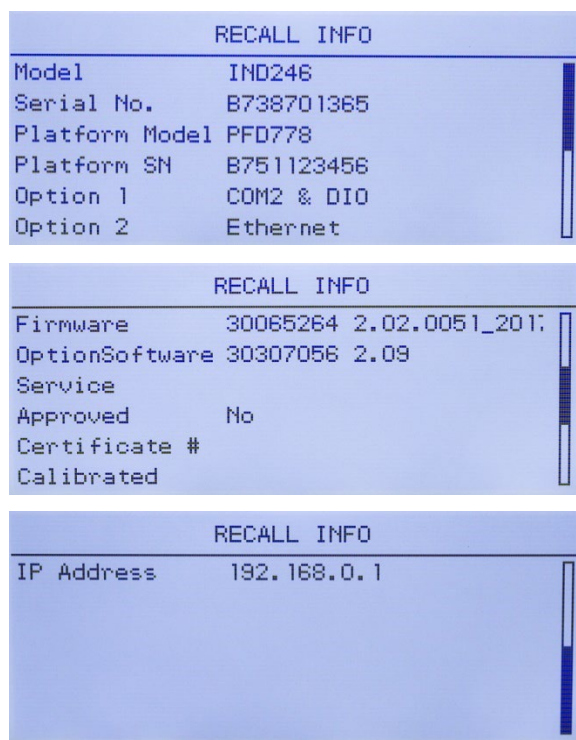 RECALL INFO
Model IND246
Serial No. B738701365
Platform Model PFD778
Platform SN B751123456
Option 1 COM2 & DIO
Option 2 Ethernet
RECALL INFO
Firmware 30065264 2.02.0051_201
OptionSoftware 30307056 2.09
Service
Approved No
Certificate #
Calibrated
RECALL INFO
IP Address 192.168.0.1